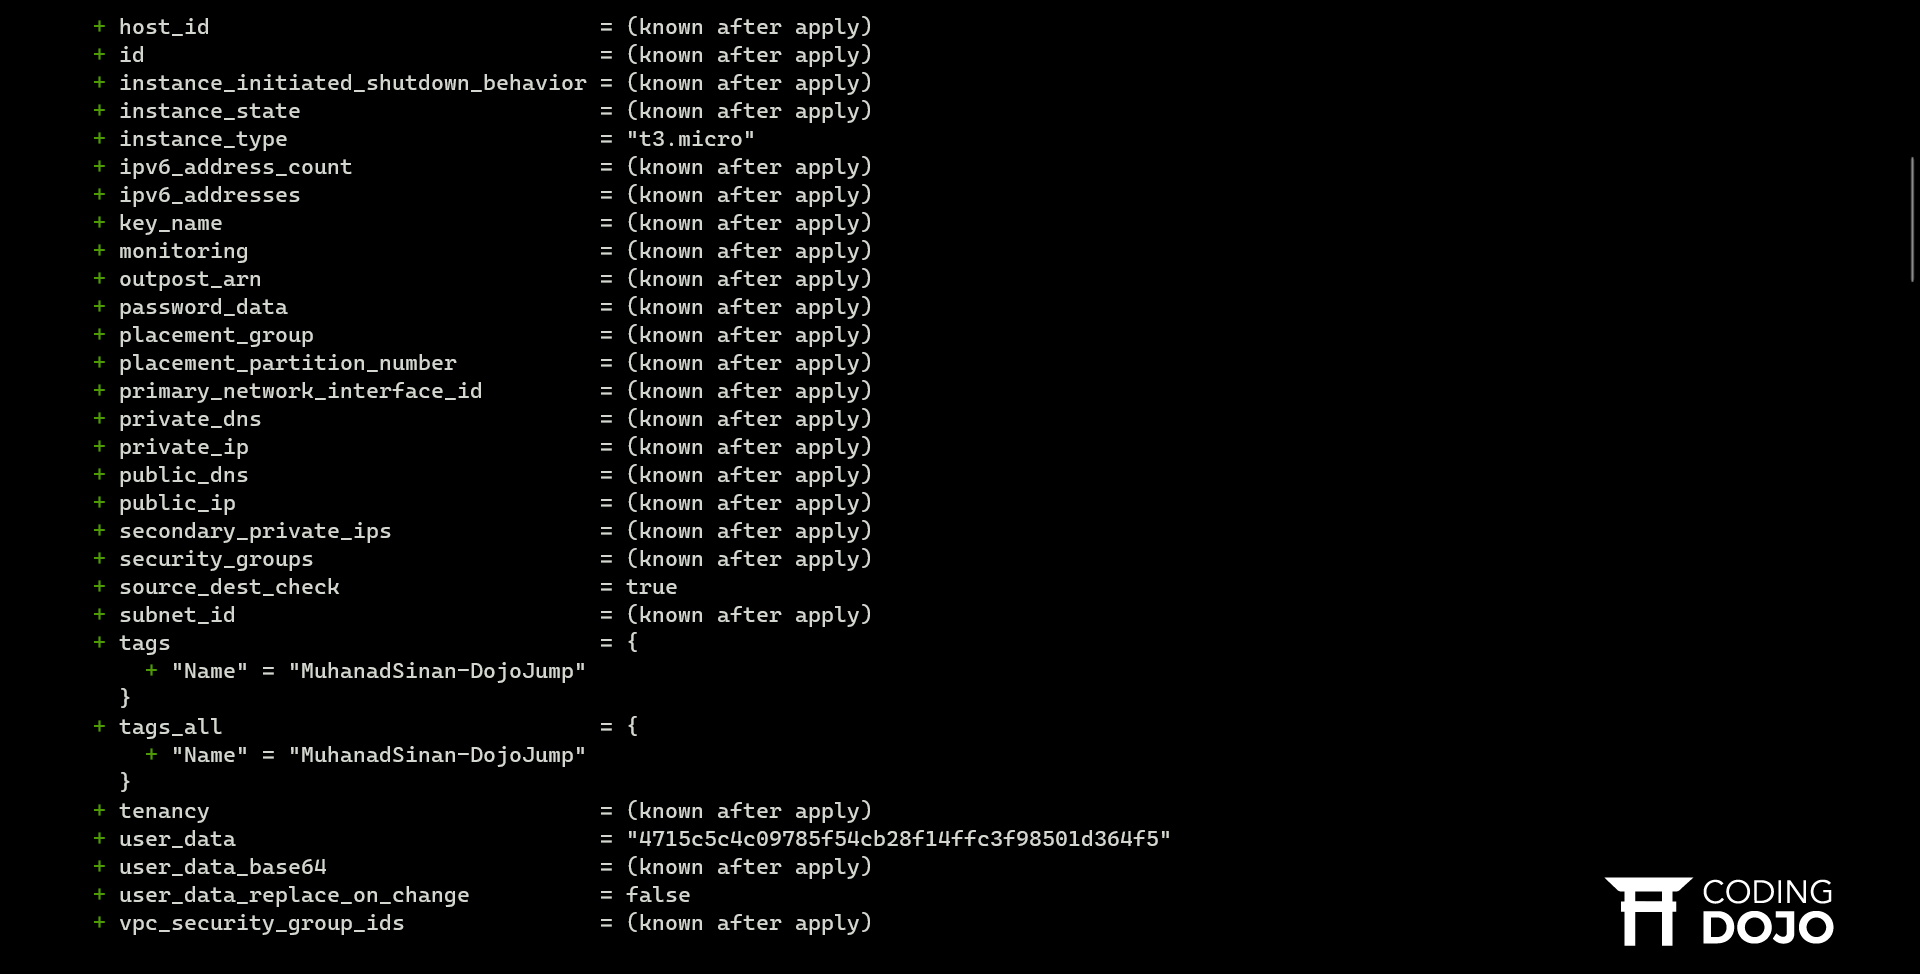 + host_id = (known after apply)
+ id = (known after apply)
+ instance_initiated_shutdown_behavior = (known after apply)
+ instance_state = (known after apply)
+ instance_type = "t3.micro"
+ ipv6_address_count = (known after apply)
+ ipv6_addresses = (known after apply)
+ key_name = (known after apply)
+ monitoring = (known after apply)
+ outpost_arn = (known after apply)
+ password_data = (known after apply)
+ placement_group = (known after apply)
+ placement_partition_number = (known after apply)
+ primary_network_interface_id = (known after apply)
+ private_dns = (known after apply)
+ private_ip = (known after apply)
+ public_dns = (known after apply)
+ public_ip = (known after apply)
+ secondary_private_ips = (known after apply)
+ security_groups = (known after apply)
+ source_dest_check = true
+ subnet_id = (known after apply)
+ tags = {
+ "Name" = "MuhanadSinan-DojoJump"
}
+ tags_all = {
+ "Name" = "MuhanadSinan-DojoJump"
}
+ tenancy = (known after apply)
+ user_data = "4715c5c4c09785f54cb28f14ffc3f98501d364f5"
+ user_data_base64 = (known after apply)
+ user_data_replace_on_change = false
+ vpc_security_group_ids = (known after apply)
CODING
DOJO